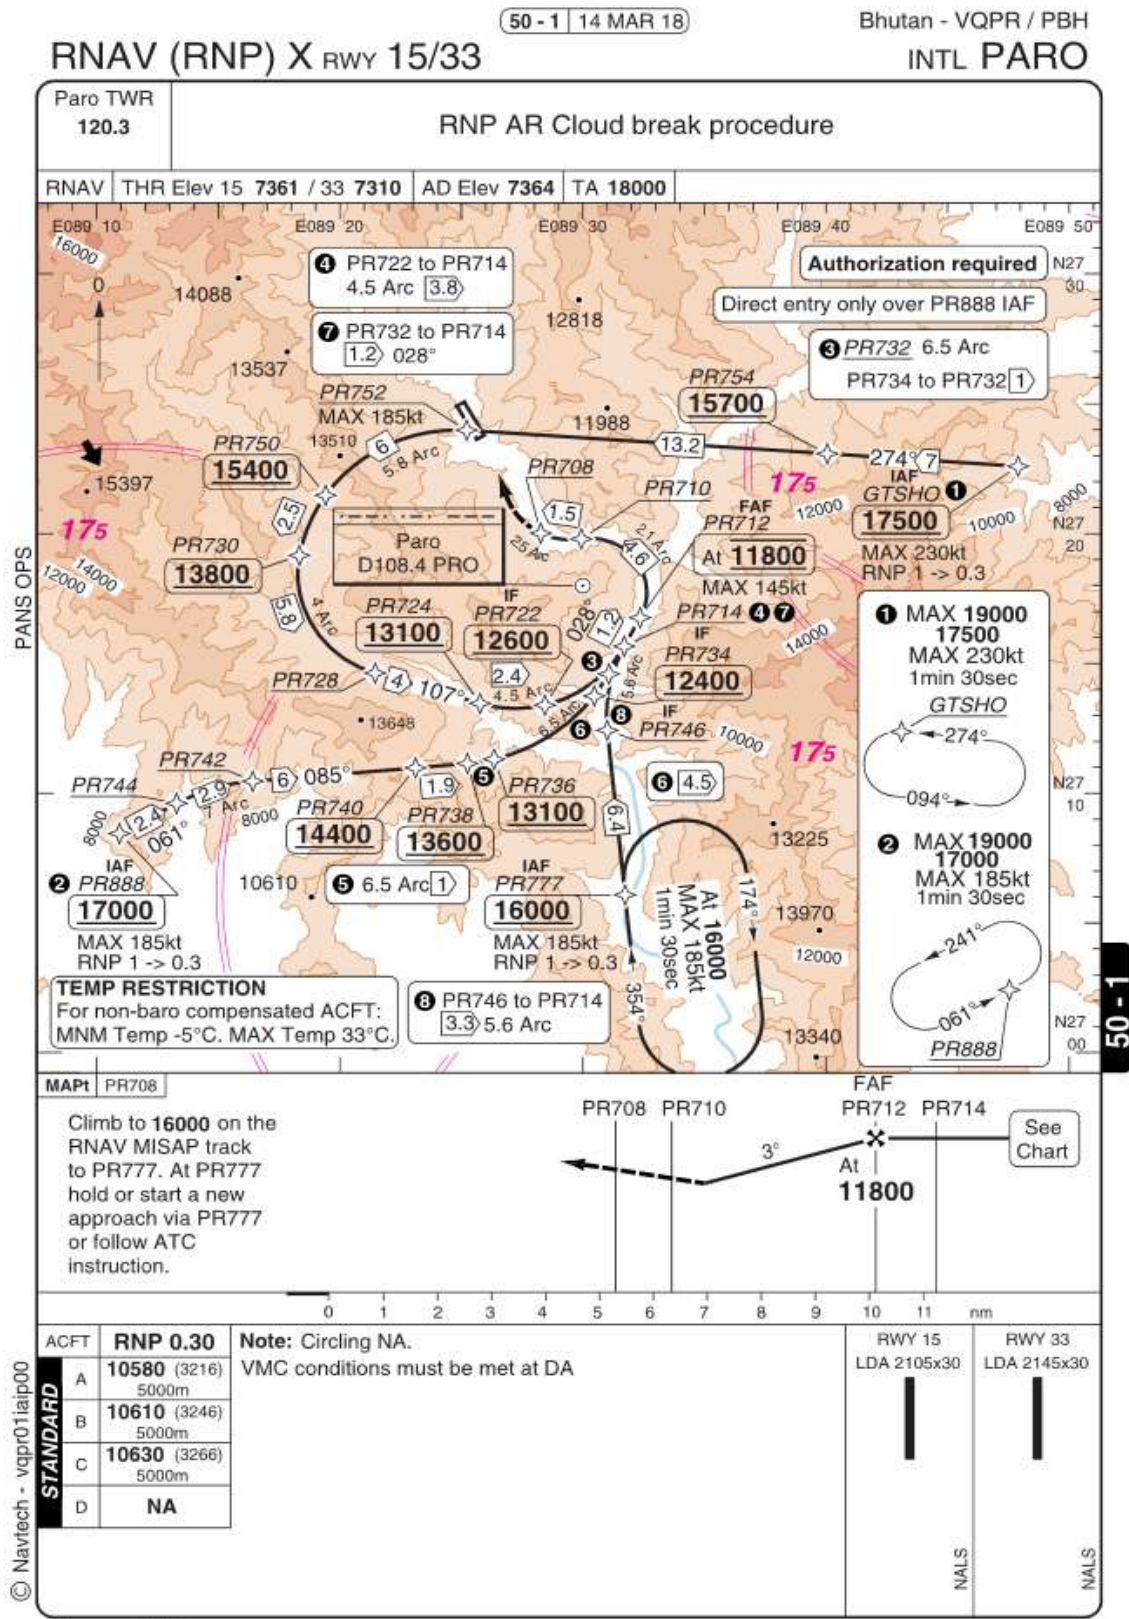 50 - 1 14 MAR 18
Bhutan - VQPR / PBH
RNAV (RNP) X RWY 15/33
INTL PARO
Paro TWR
120.3
RNP AR Cloud break procedure
RNAV THR Elev 15 7361 / 33 7310 AD Elev 7364 TA 18000
E089 10 E089 20 E089 30 E089 40 E089 50
16000
0
14088
4 PR722 to PR714
4.5 Arc 3.8
7 PR732 to PR714
1.2 028°
12818
Authorization required
N27
30
Direct entry only over PR888 IAF
3 PR732 6.5 Arc
PR734 to PR732 1
13537
PR752
MAX 185kt
13510
11988
PR754
15700
PR750
15400
6
5.8 Arc
13.2
274° 7
15397
175
175
PR708
PR710
IAF
GTSHO 1
17500
MAX 230kt
RNP 1 -> 0.3
12000
10000
8000
N27
20
2.5
1.5
25 Arc
2.1 Arc
4.6
FAF
PR712
At 11800
MAX 145kt
PR730
13800
14000
12000
Paro
D108.4 PRO
PANS OPS
5.8
4 Arc
PR724
13100
IF
PR722
12600
028°
1.2
PR714 4 7
14000
3
IF
PR734
12400
5.6 Arc
2.4
4.5 Arc
PR728
4 107°
13648
6.5 Arc
6
8
IF
PR746
10000
175
1 MAX 19000
17500
MAX 230kt
1min 30sec
GTSHO
274°
094°
N27
10
PR742
PR744
6 085°
2.9
7 Arc
2.4
061°
8000
8000
1.9
5
PR740
14400
PR738
13600
PR736
13100
6 4.5
6.4
13225
2 MAX 19000
17000
MAX 185kt
1min 30sec
241°
061°
PR888
IAF
2 PR888
17000
MAX 185kt
RNP 1 -> 0.3
10610
5 6.5 Arc 1
IAF
PR777
16000
MAX 185kt
RNP 1 -> 0.3
At 16000
MAX 185kt
1min 30sec
174°
354°
13970
12000
13340
N27
00
TEMP RESTRICTION
For non-baro compensated ACFT:
MNM Temp -5°C. MAX Temp 33°C.
8 PR746 to PR714
3.3 5.6 Arc
50 - 1
MAPt PR708
Climb to 16000 on the
RNAV MISAP track
to PR777. At PR777
hold or start a new
approach via PR777
or follow ATC
instruction.
FAF
PR708 PR710 PR712 PR714
3°
At
11800
See
Chart
0 1 2 3 4 5 6 7 8 9 10 11 nm
ACFT RNP 0.30
STANDARD
A 10580 (3216)
5000m
B 10610 (3246)
5000m
C 10630 (3266)
5000m
D NA
Note: Circling NA.
VMC conditions must be met at DA
RWY 15
LDA 2105x30
NALS
RWY 33
LDA 2145x30
NALS
© Navtech - vqpr01iaip00